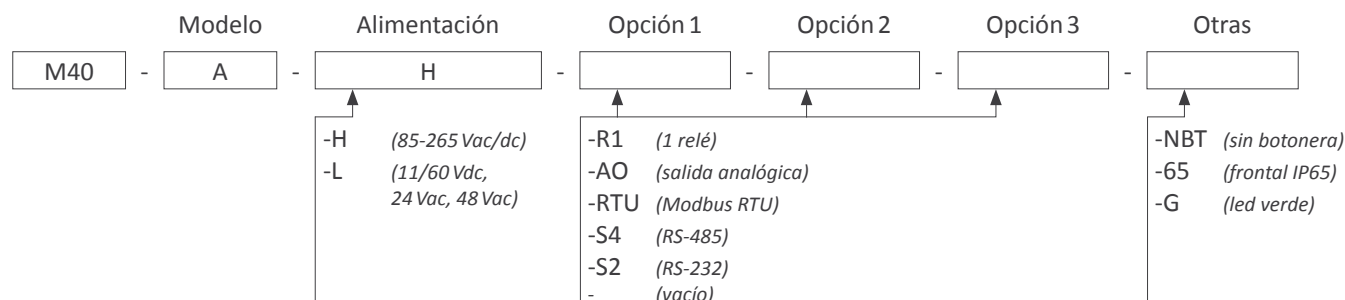 Modelo Alimentación Opción 1 Opción 2 Opción 3 Otras
M40 - A - H - - - -
-H (85-265 Vac/dc) -R1 (1 relé) -NBT (sin botonera)
-L (11/60 Vdc, -AO (salida analógica) -65 (frontal IP65)
24 Vac, 48 Vac) -RTU (Modbus RTU) -G (led verde)
-S4 (RS-485)
-S2 (RS-232)
- (vacío)